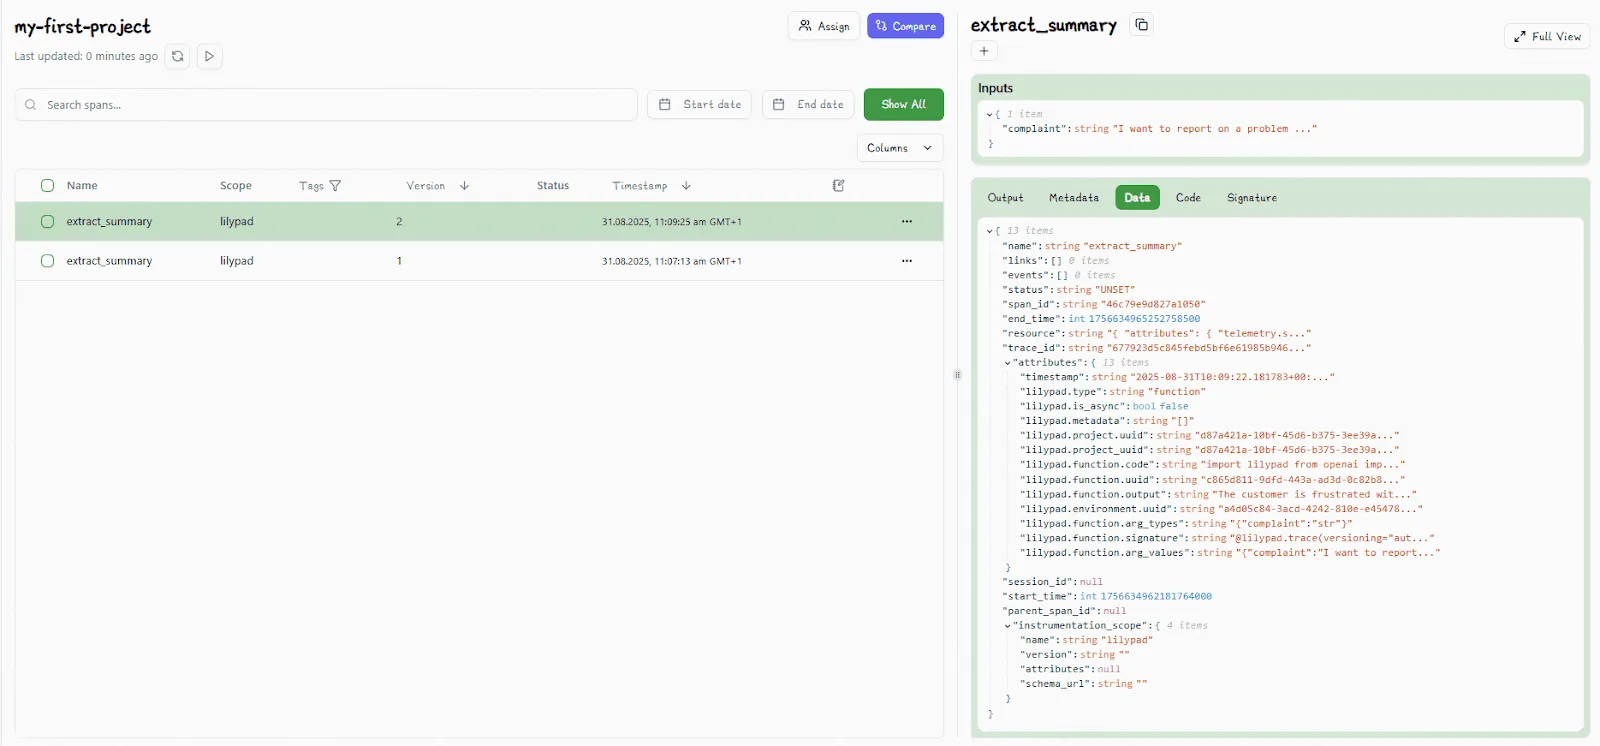 my-first-project
Assign
Compare
Last updated: 0 minutes ago
Search spans...
Start date
End date
Show All
Columns
Name Scope Tags Version Status Timestamp
extract_summary lilypad 2 31.08.2025, 11:09:25 am GMT+1 ...
extract_summary lilypad 1 31.08.2025, 11:07:13 am GMT+1 ...
extract_summary
+
Full View
Inputs
{ 1 item
"complaint": string "I want to report on a problem ..."
}
Output Metadata Data Code Signature
{ 13 items
"name": string "extract_summary"
"links": [] 0 items
"events": [] 0 items
"status": string "UNSET"
"span_id": string "46c79e9d827a1050"
"end_time": int 1756634965252758500
"resource": string "{ "attributes": { "telemetry.s..."
"trace_id": string "677923d5c845febd5bf6e61985b946..."
"attributes": { 13 items
"timestamp": string "2025-08-31T10:09:22.181783+00:..."
"lilypad.type": string "function"
"lilypad.is_async": bool false
"lilypad.metadata": string "[]"
"lilypad.project.uuid": string "d87a421a-10bf-45d6-b375-3ee39a..."
"lilypad.project_uuid": string "d87a421a-10bf-45d6-b375-3ee39a..."
"lilypad.function.code": string "import lilypad from openai imp..."
"lilypad.function.uuid": string "c865d811-9dfd-443a-ad3d-0c82b8..."
"lilypad.function.output": string "The customer is frustrated wit..."
"lilypad.environment.uuid": string "a4d05c84-3acd-4242-810e-e45478..."
"lilypad.function.arg_types": string "{"complaint":"str"}"
"lilypad.function.signature": string "@lilypad.trace(versioning="aut..."
"lilypad.function.arg_values": string "{"complaint":"I want to report..."
}
"session_id": null
"start_time": int 1756634962181764000
"parent_span_id": null
"instrumentation_scope": { 4 items
"name": string "lilypad"
"version": string ""
"attributes": null
"schema_url": string ""
}
}